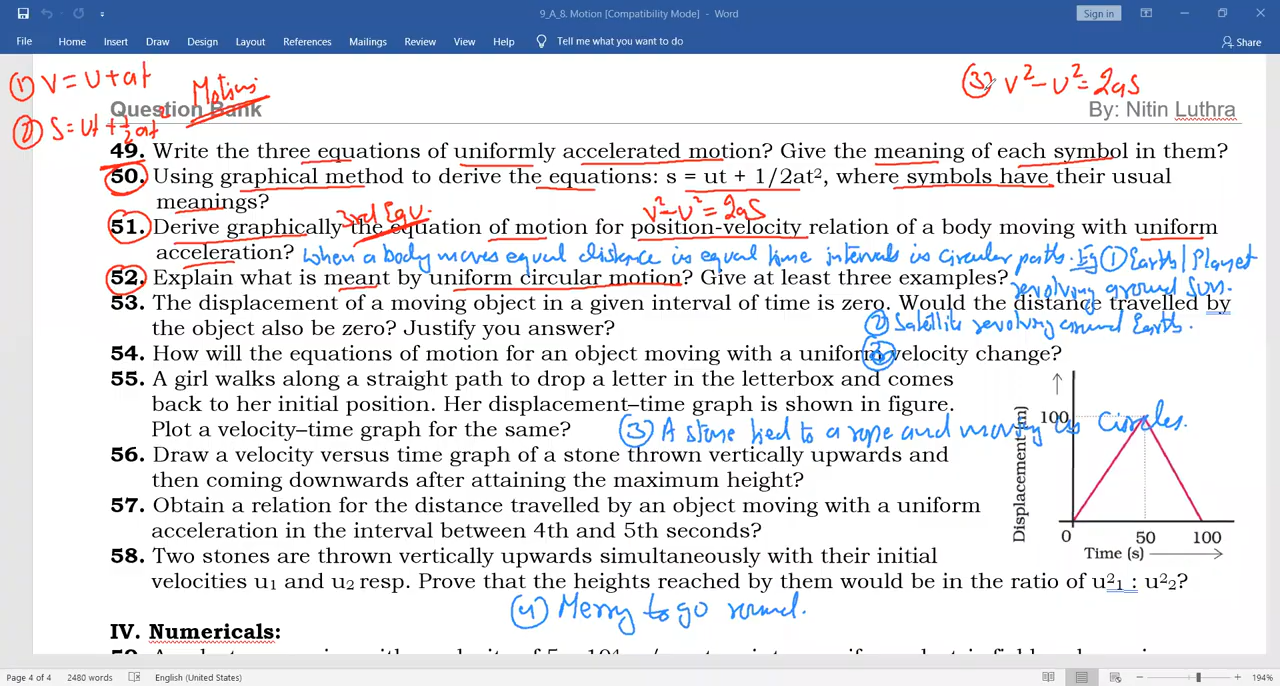 9_A_8. Motion [Compatibility Mode] - Word
Sign in
File Home Insert Draw Design Layout References Mailings Review View Help Tell me what you want to do Share
① V = u + at
Motion
③ V² - U² = 2aS
Question Bank By: Nitin Luthra
② S = ut + 1/2 at²
49. Write the three equations of uniformly accelerated motion? Give the meaning of each symbol in them?
50. Using graphical method to derive the equations: s = ut + 1/2at², where symbols have their usual
meanings?
3rd Equ. V² - U² = 2aS
51. Derive graphically the equation of motion for position-velocity relation of a body moving with uniform
acceleration? When a body moves equal distance is equal time intervals is circular paths. Eg ① Earth/Planet
52. Explain what is meant by uniform circular motion? Give at least three examples?
revolving around Sun.
53. The displacement of a moving object in a given interval of time is zero. Would the distance travelled by
the object also be zero? Justify you answer?
② Satellite revolving around Earth.
54. How will the equations of motion for an object moving with a uniform velocity change?
③
55. A girl walks along a straight path to drop a letter in the letterbox and comes
back to her initial position. Her displacement–time graph is shown in figure.
Plot a velocity–time graph for the same?
③ A stone tied to a rope and moving in circles.
56. Draw a velocity versus time graph of a stone thrown vertically upwards and
then coming downwards after attaining the maximum height?
57. Obtain a relation for the distance travelled by an object moving with a uniform
acceleration in the interval between 4th and 5th seconds?
Displacement (m)
100
0 50 100
Time (s)
58. Two stones are thrown vertically upwards simultaneously with their initial
velocities u₁ and u₂ resp. Prove that the heights reached by them would be in the ratio of u²₁ : u²₂?
④ Merry to go round.
IV. Numericals:
Page 4 of 4 2480 words English (United States) 194%